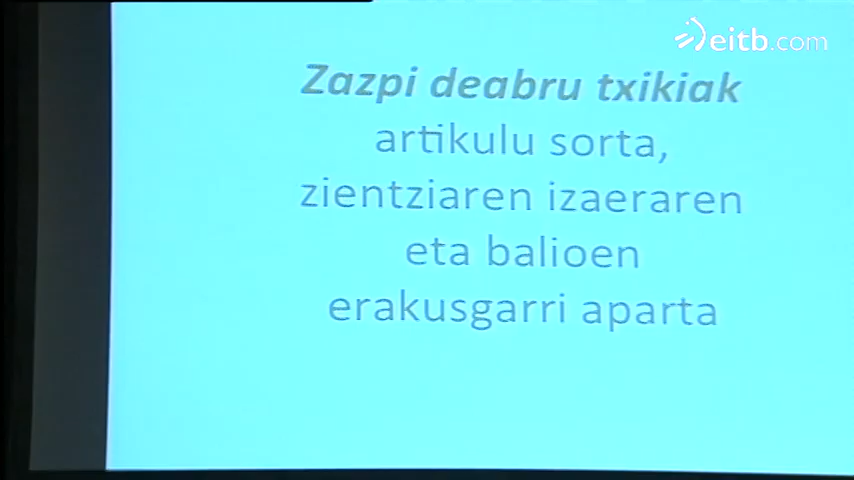 eitb.com
Zazpi deabru txikiak
artikulu sorta,
zientziaren izaeraren
eta balioen
erakusgarri aparta